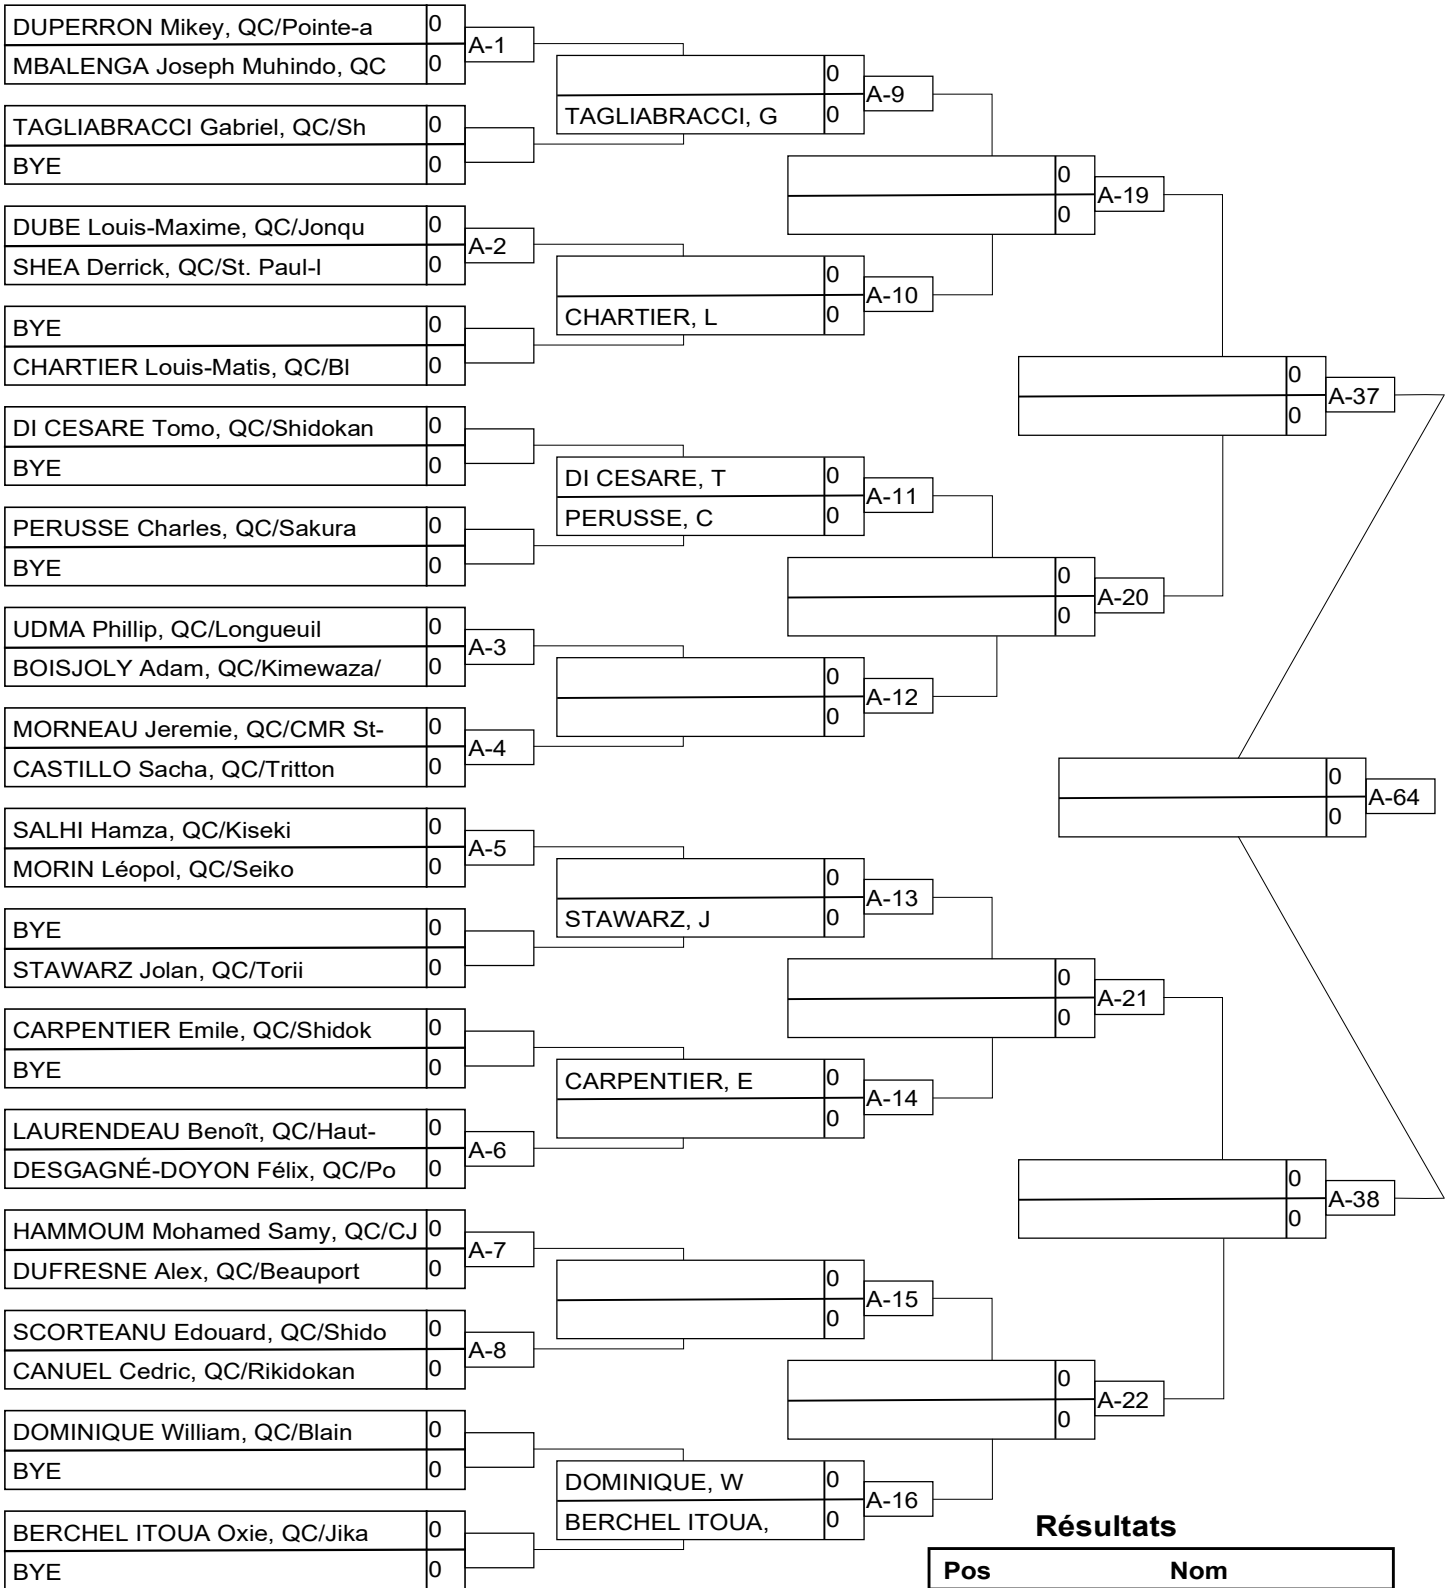 DUPERRON Mikey, QC/Pointe-a 0
A-1
MBALENGA Joseph Muhindo, QC 0
0
A-9
TAGLIABRACCI, G 0
TAGLIABRACCI Gabriel, QC/Sh 0
BYE 0
0
A-19
0
DUBE Louis-Maxime, QC/Jonqu 0
A-2
SHEA Derrick, QC/St. Paul-l 0
0
A-10
CHARTIER, L 0
BYE 0
CHARTIER Louis-Matis, QC/Bl 0
0
A-37
0
DI CESARE Tomo, QC/Shidokan 0
BYE 0
DI CESARE, T 0
A-11
PERUSSE, C 0
PERUSSE Charles, QC/Sakura 0
BYE 0
0
A-20
0
UDMA Phillip, QC/Longueuil 0
A-3
BOISJOLY Adam, QC/Kimewaza/ 0
0
A-12
0
MORNEAU Jeremie, QC/CMR St- 0
A-4
CASTILLO Sacha, QC/Tritton 0
0
A-64
0
SALHI Hamza, QC/Kiseki 0
A-5
MORIN Léopol, QC/Seiko 0
0
A-13
STAWARZ, J 0
BYE 0
STAWARZ Jolan, QC/Torii 0
0
A-21
0
CARPENTIER Emile, QC/Shidok 0
BYE 0
CARPENTIER, E 0
A-14
0
LAURENDEAU Benoît, QC/Haut- 0
A-6
DESGAGNÉ-DOYON Félix, QC/Po 0
0
A-38
0
HAMMOUM Mohamed Samy, QC/CJ 0
A-7
DUFRESNE Alex, QC/Beauport 0
0
A-15
0
SCORTEANU Edouard, QC/Shido 0
A-8
CANUEL Cedric, QC/Rikidokan 0
0
A-22
0
DOMINIQUE William, QC/Blain 0
BYE 0
DOMINIQUE, W 0
A-16
BERCHEL ITOUA, 0
BERCHEL ITOUA Oxie, QC/Jika 0
BYE 0
Résultats
Pos Nom